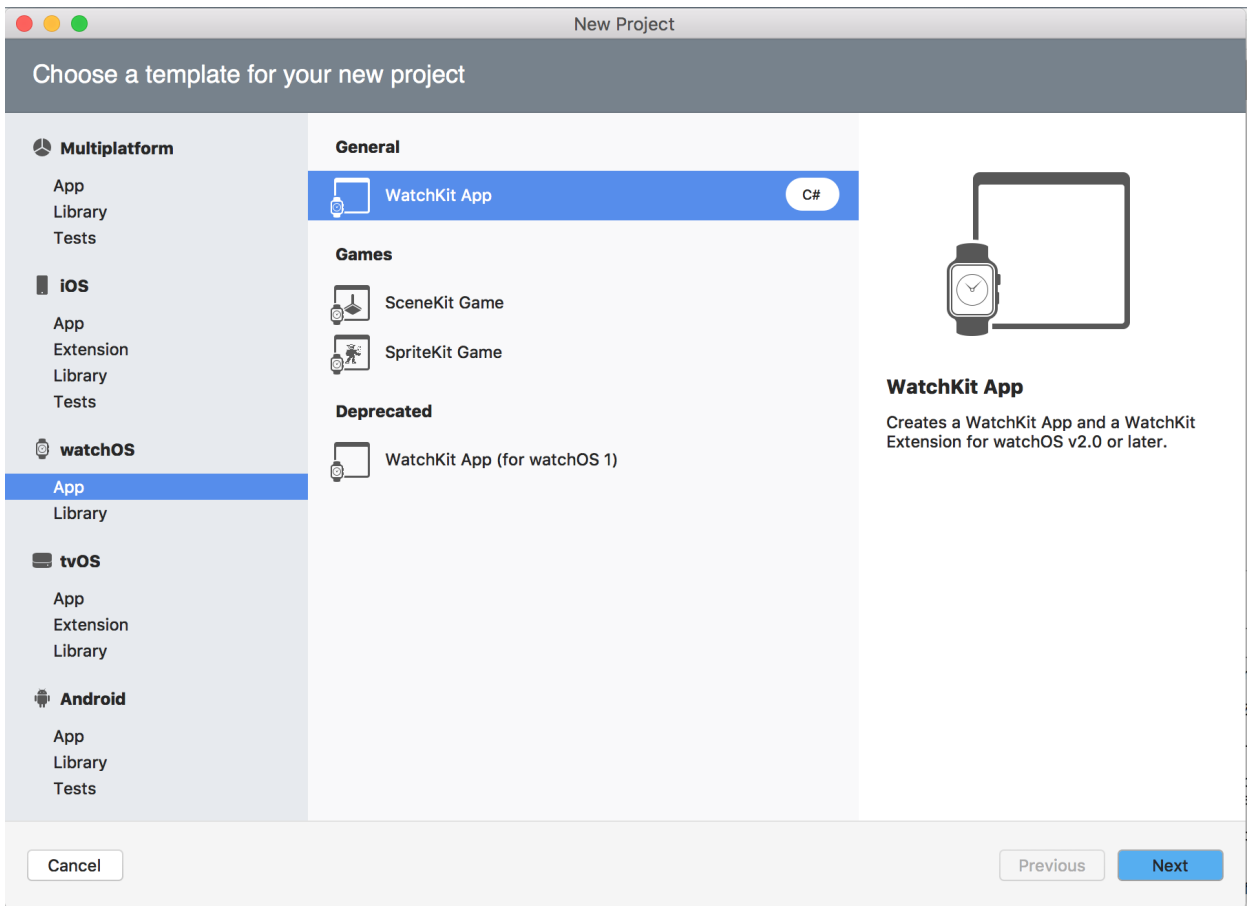 New Project
Choose a template for your new project
Multiplatform
App
Library
Tests
iOS
App
Extension
Library
Tests
watchOS
App
Library
tvOS
App
Extension
Library
Android
App
Library
Tests
General
WatchKit App
C#
Games
SceneKit Game
SpriteKit Game
Deprecated
WatchKit App (for watchOS 1)
WatchKit App
Creates a WatchKit App and a WatchKit
Extension for watchOS v2.0 or later.
Cancel
Previous
Next